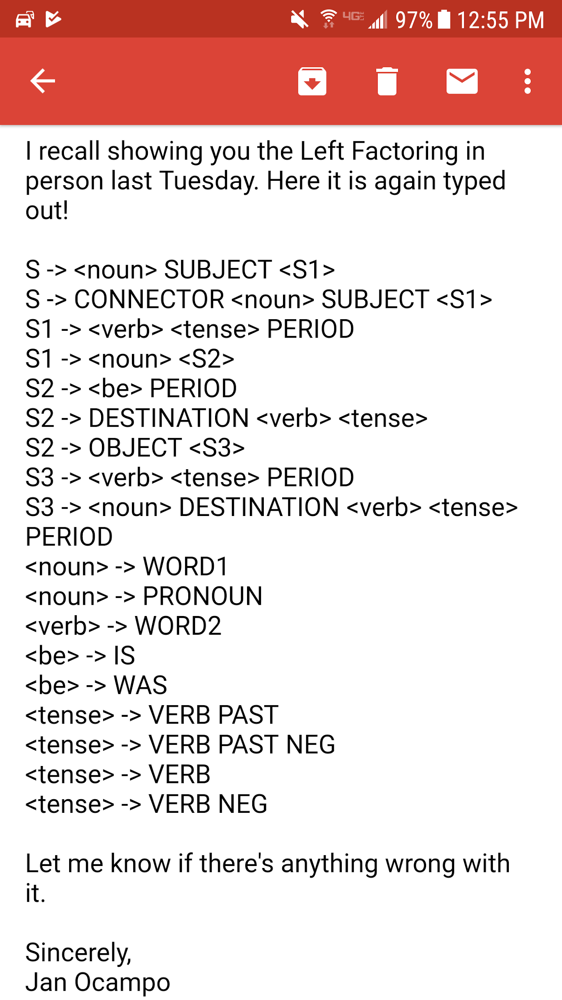 4G LTE 97% 12:55 PM
I recall showing you the Left Factoring in
person last Tuesday. Here it is again typed
out!
S -> <noun> SUBJECT <S1>
S -> CONNECTOR <noun> SUBJECT <S1>
S1 -> <verb> <tense> PERIOD
S1 -> <noun> <S2>
S2 -> <be> PERIOD
S2 -> DESTINATION <verb> <tense>
S2 -> OBJECT <S3>
S3 -> <verb> <tense> PERIOD
S3 -> <noun> DESTINATION <verb> <tense>
PERIOD
<noun> -> WORD1
<noun> -> PRONOUN
<verb> -> WORD2
<be> -> IS
<be> -> WAS
<tense> -> VERB PAST
<tense> -> VERB PAST NEG
<tense> -> VERB
<tense> -> VERB NEG
Let me know if there's anything wrong with
it.
Sincerely,
Jan Ocampo